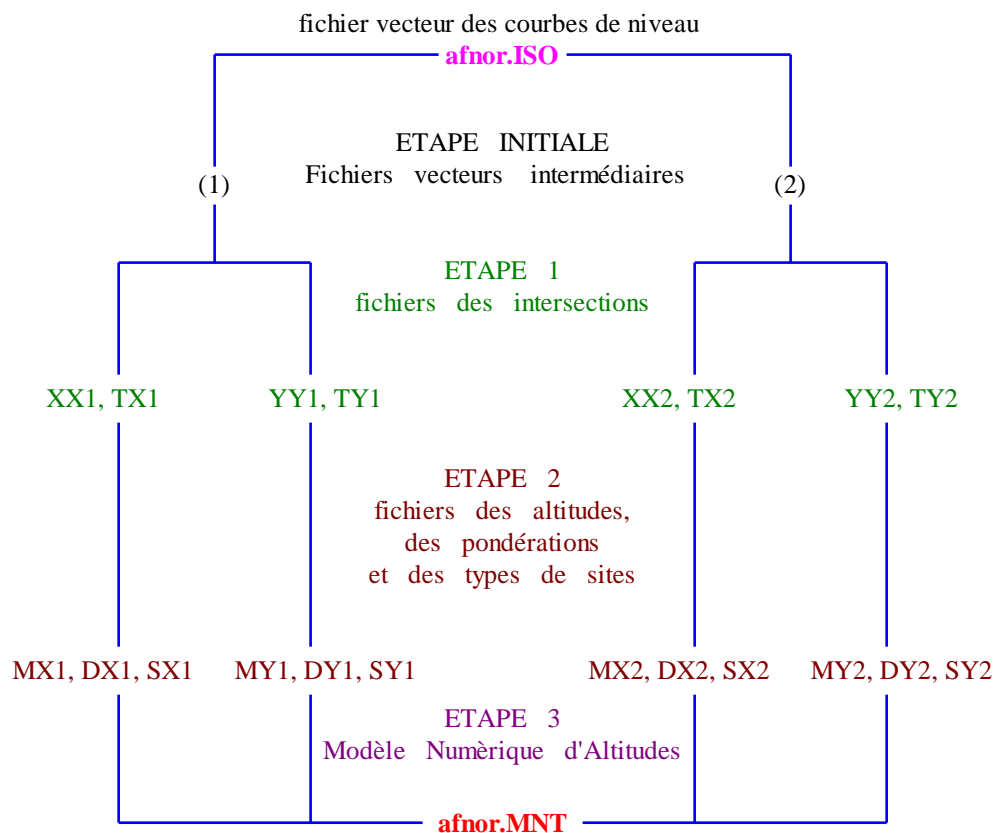 fichier vecteur des courbes de niveau
afnor.ISO
ETAPE INITIALE
Fichiers vecteurs intermédiaires
(1)
(2)
ETAPE 1
fichiers des intersections
XX1, TX1
YY1, TY1
XX2, TX2
YY2, TY2
ETAPE 2
fichiers des altitudes,
des pondérations
et des types de sites
MX1, DX1, SX1
MY1, DY1, SY1
MX2, DX2, SX2
MY2, DY2, SY2
ETAPE 3
Modèle Numèrique d'Altitudes
afnor.MNT